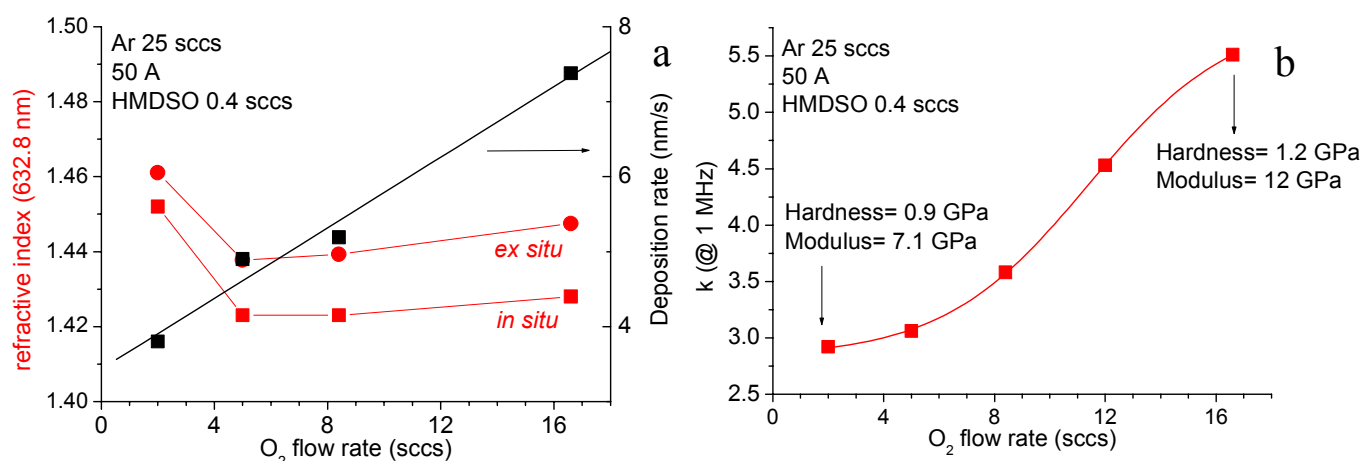 1.50
1.48
1.46
1.44
1.42
1.40
refractive index (632.8 nm)
Ar 25 sccs
50 A
HMDSO 0.4 sccs
a
ex situ
in situ
8
6
4
Deposition rate (nm/s)
0 4 8 12 16
O₂ flow rate (sccs)
5.5
5.0
4.5
4.0
3.5
3.0
2.5
k (@ 1 MHz)
Ar 25 sccs
50 A
HMDSO 0.4 sccs
b
Hardness= 1.2 GPa
Modulus= 12 GPa
Hardness= 0.9 GPa
Modulus= 7.1 GPa
0 4 8 12 16
O₂ flow rate (sccs)